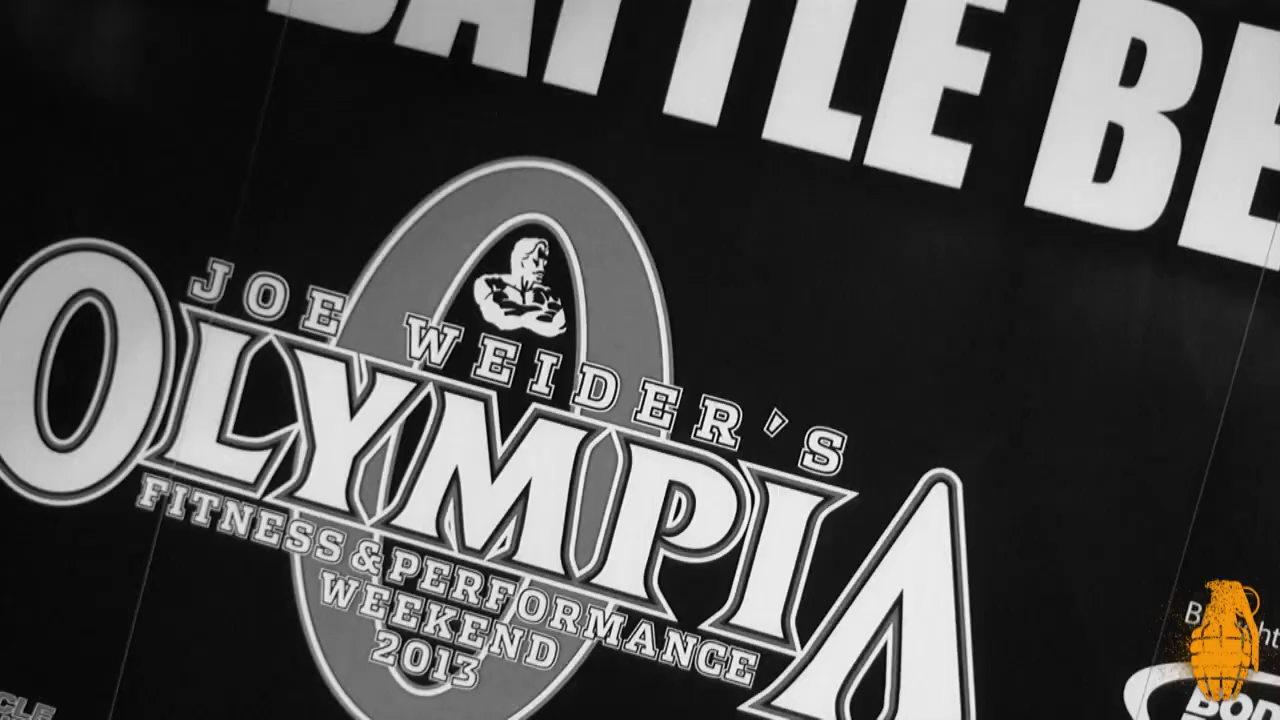 BATTLE BE
JOE WEIDER'S
OLYMPIA
FITNESS & PERFORMANCE
WEEKEND
2013